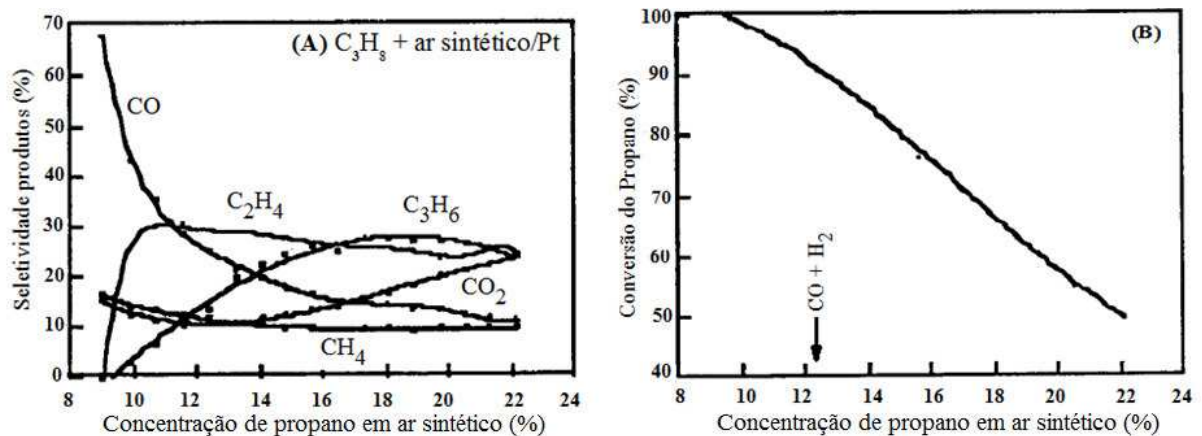 (A) C₃H₈ + ar sintético/Pt
Seletividade produtos (%)
70
60
50
40
30
20
10
0
CO
C₂H₄
C₃H₆
CO₂
CH₄
8 10 12 14 16 18 20 22 24
Concentração de propano em ar sintético (%)
(B)
Conversão do Propano (%)
100
90
80
70
60
50
40
CO + H₂
8 10 12 14 16 18 20 22 24
Concentração de propano em ar sintético (%)